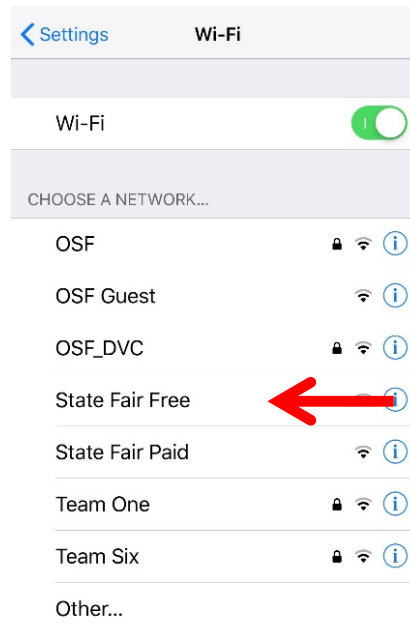 Settings Wi-Fi
Wi-Fi
CHOOSE A NETWORK...
OSF
OSF Guest
OSF_DVC
State Fair Free
State Fair Paid
Team One
Team Six
Other...